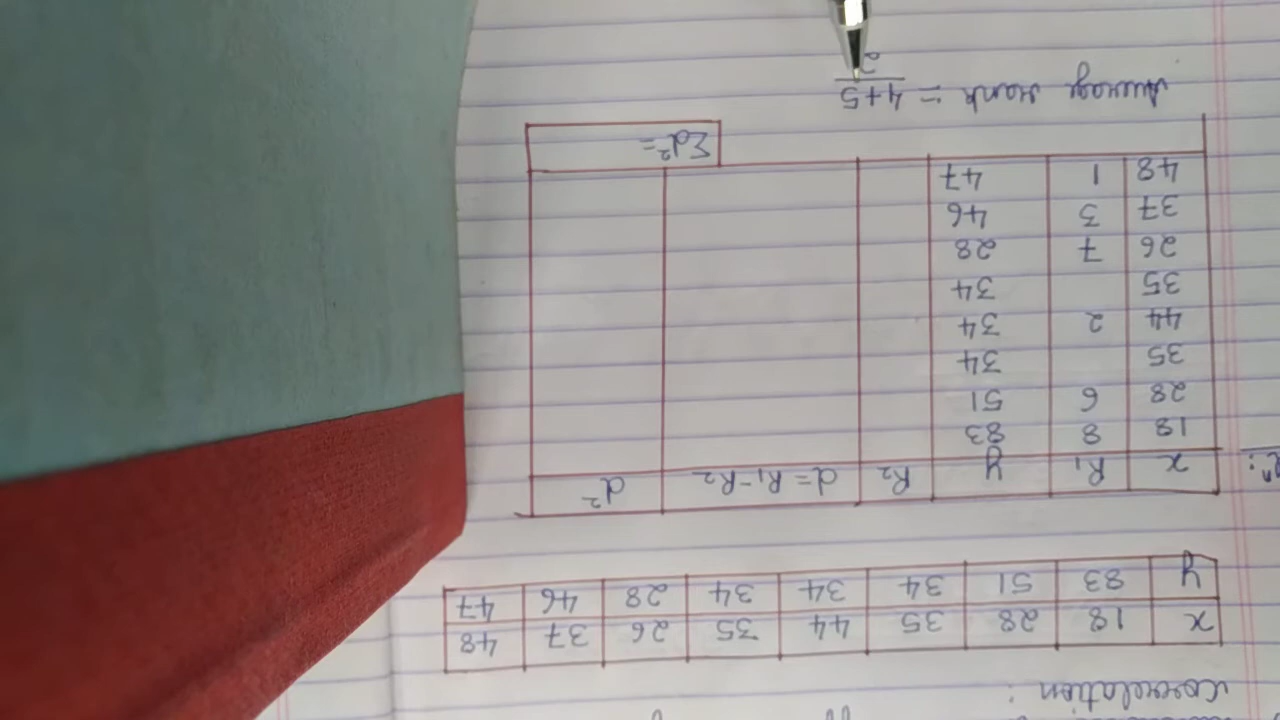 Correlation :
x 18 28 35 44 35 26 37 48
y 83 51 34 34 34 28 46 47
x R1 y R2 d = R1-R2 d²
18 8 83
28 6 51
35 34
44 2 34
35 34
26 7 28
37 3 46
48 1 47
Σd²=
Average rank = 4+5
2